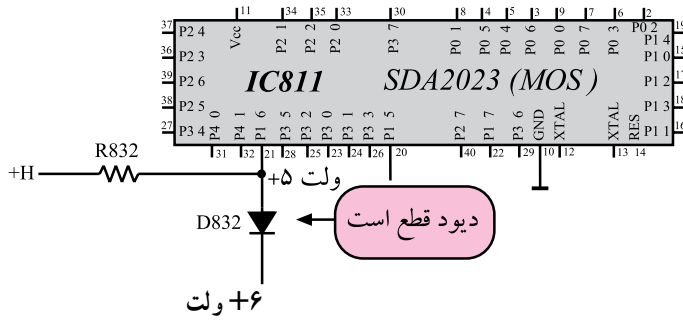 11 34 35 33 30 8 4 5 3 9 7 6 2
37 P2 4 Vcc P2 1 P2 2 P2 0 P3 7 P0 1 P0 5 P0 4 P0 6 P0 0 P0 7 P0 3 P0 2 P1 4 19
36 P2 3 P1 0 15
39 P2 6 IC811 SDA2023 (MOS) P1 2 17
38 P2 5 P1 3 18
27 P3 4 P4 0 P4 1 P1 6 P3 5 P3 2 P3 0 P3 1 P3 3 P1 5 P2 7 P1 7 P3 6 GND XTAL XTAL RES P1 1 16
31 32 21 28 25 23 24 26 20 40 22 29 10 12 13 14
R832
+H
+۵ ولت
D832
دیود قطع است
+۶ ولت